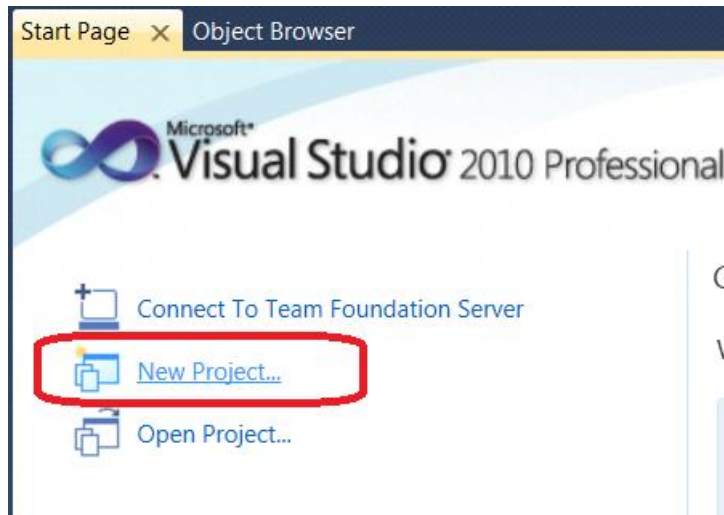 Start Page Object Browser
Microsoft
Visual Studio 2010 Professional
Connect To Team Foundation Server
New Project...
Open Project...